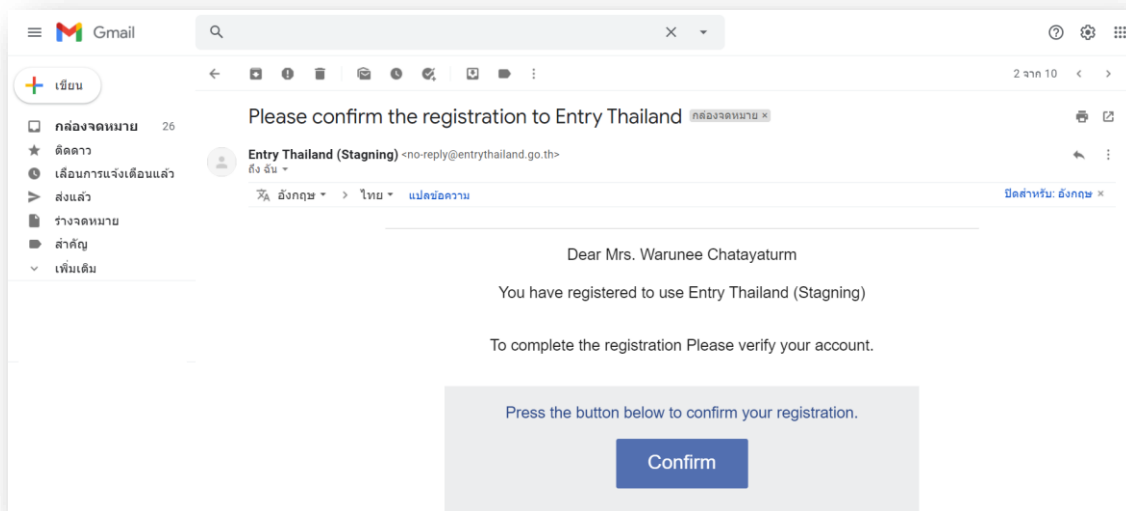 Gmail
เขียน
2 จาก 10
กล่องจดหมาย 26
ติดดาว
เลื่อนการแจ้งเตือนแล้ว
ส่งแล้ว
ร่างจดหมาย
สำคัญ
เพิ่มเติม
Please confirm the registration to Entry Thailand กล่องจดหมาย ×
Entry Thailand (Stagning) <no-reply@entrythailand.go.th>
ถึง ฉัน
อังกฤษ > ไทย แปลข้อความ ปิดสำหรับ: อังกฤษ ×
Dear Mrs. Warunee Chatayaturm
You have registered to use Entry Thailand (Stagning)
To complete the registration Please verify your account.
Press the button below to confirm your registration.
Confirm